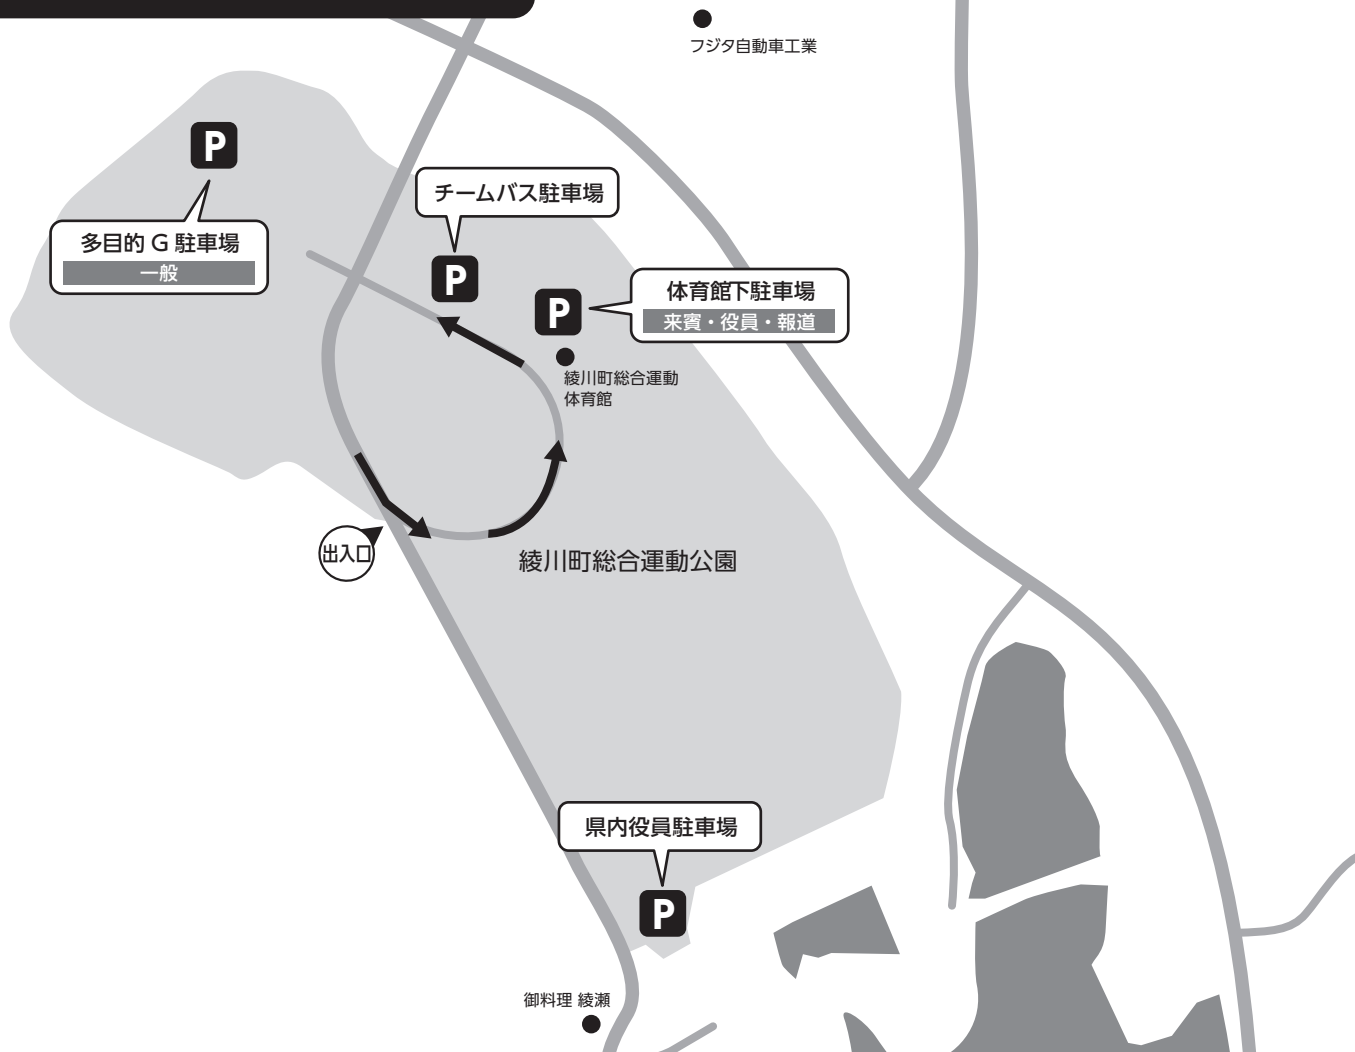 フジタ自動車工業
P
チームバス駐車場
多目的 G 駐車場
一般
P
P
体育館下駐車場
来賓・役員・報道
綾川町総合運動
体育館
出入口
綾川町総合運動公園
県内役員駐車場
P
御料理 綾瀬